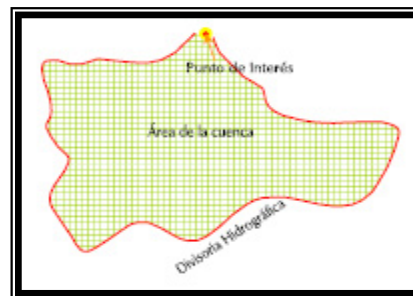 Punto de Interés
Área de la cuenca
Divisoria Hidrográfica